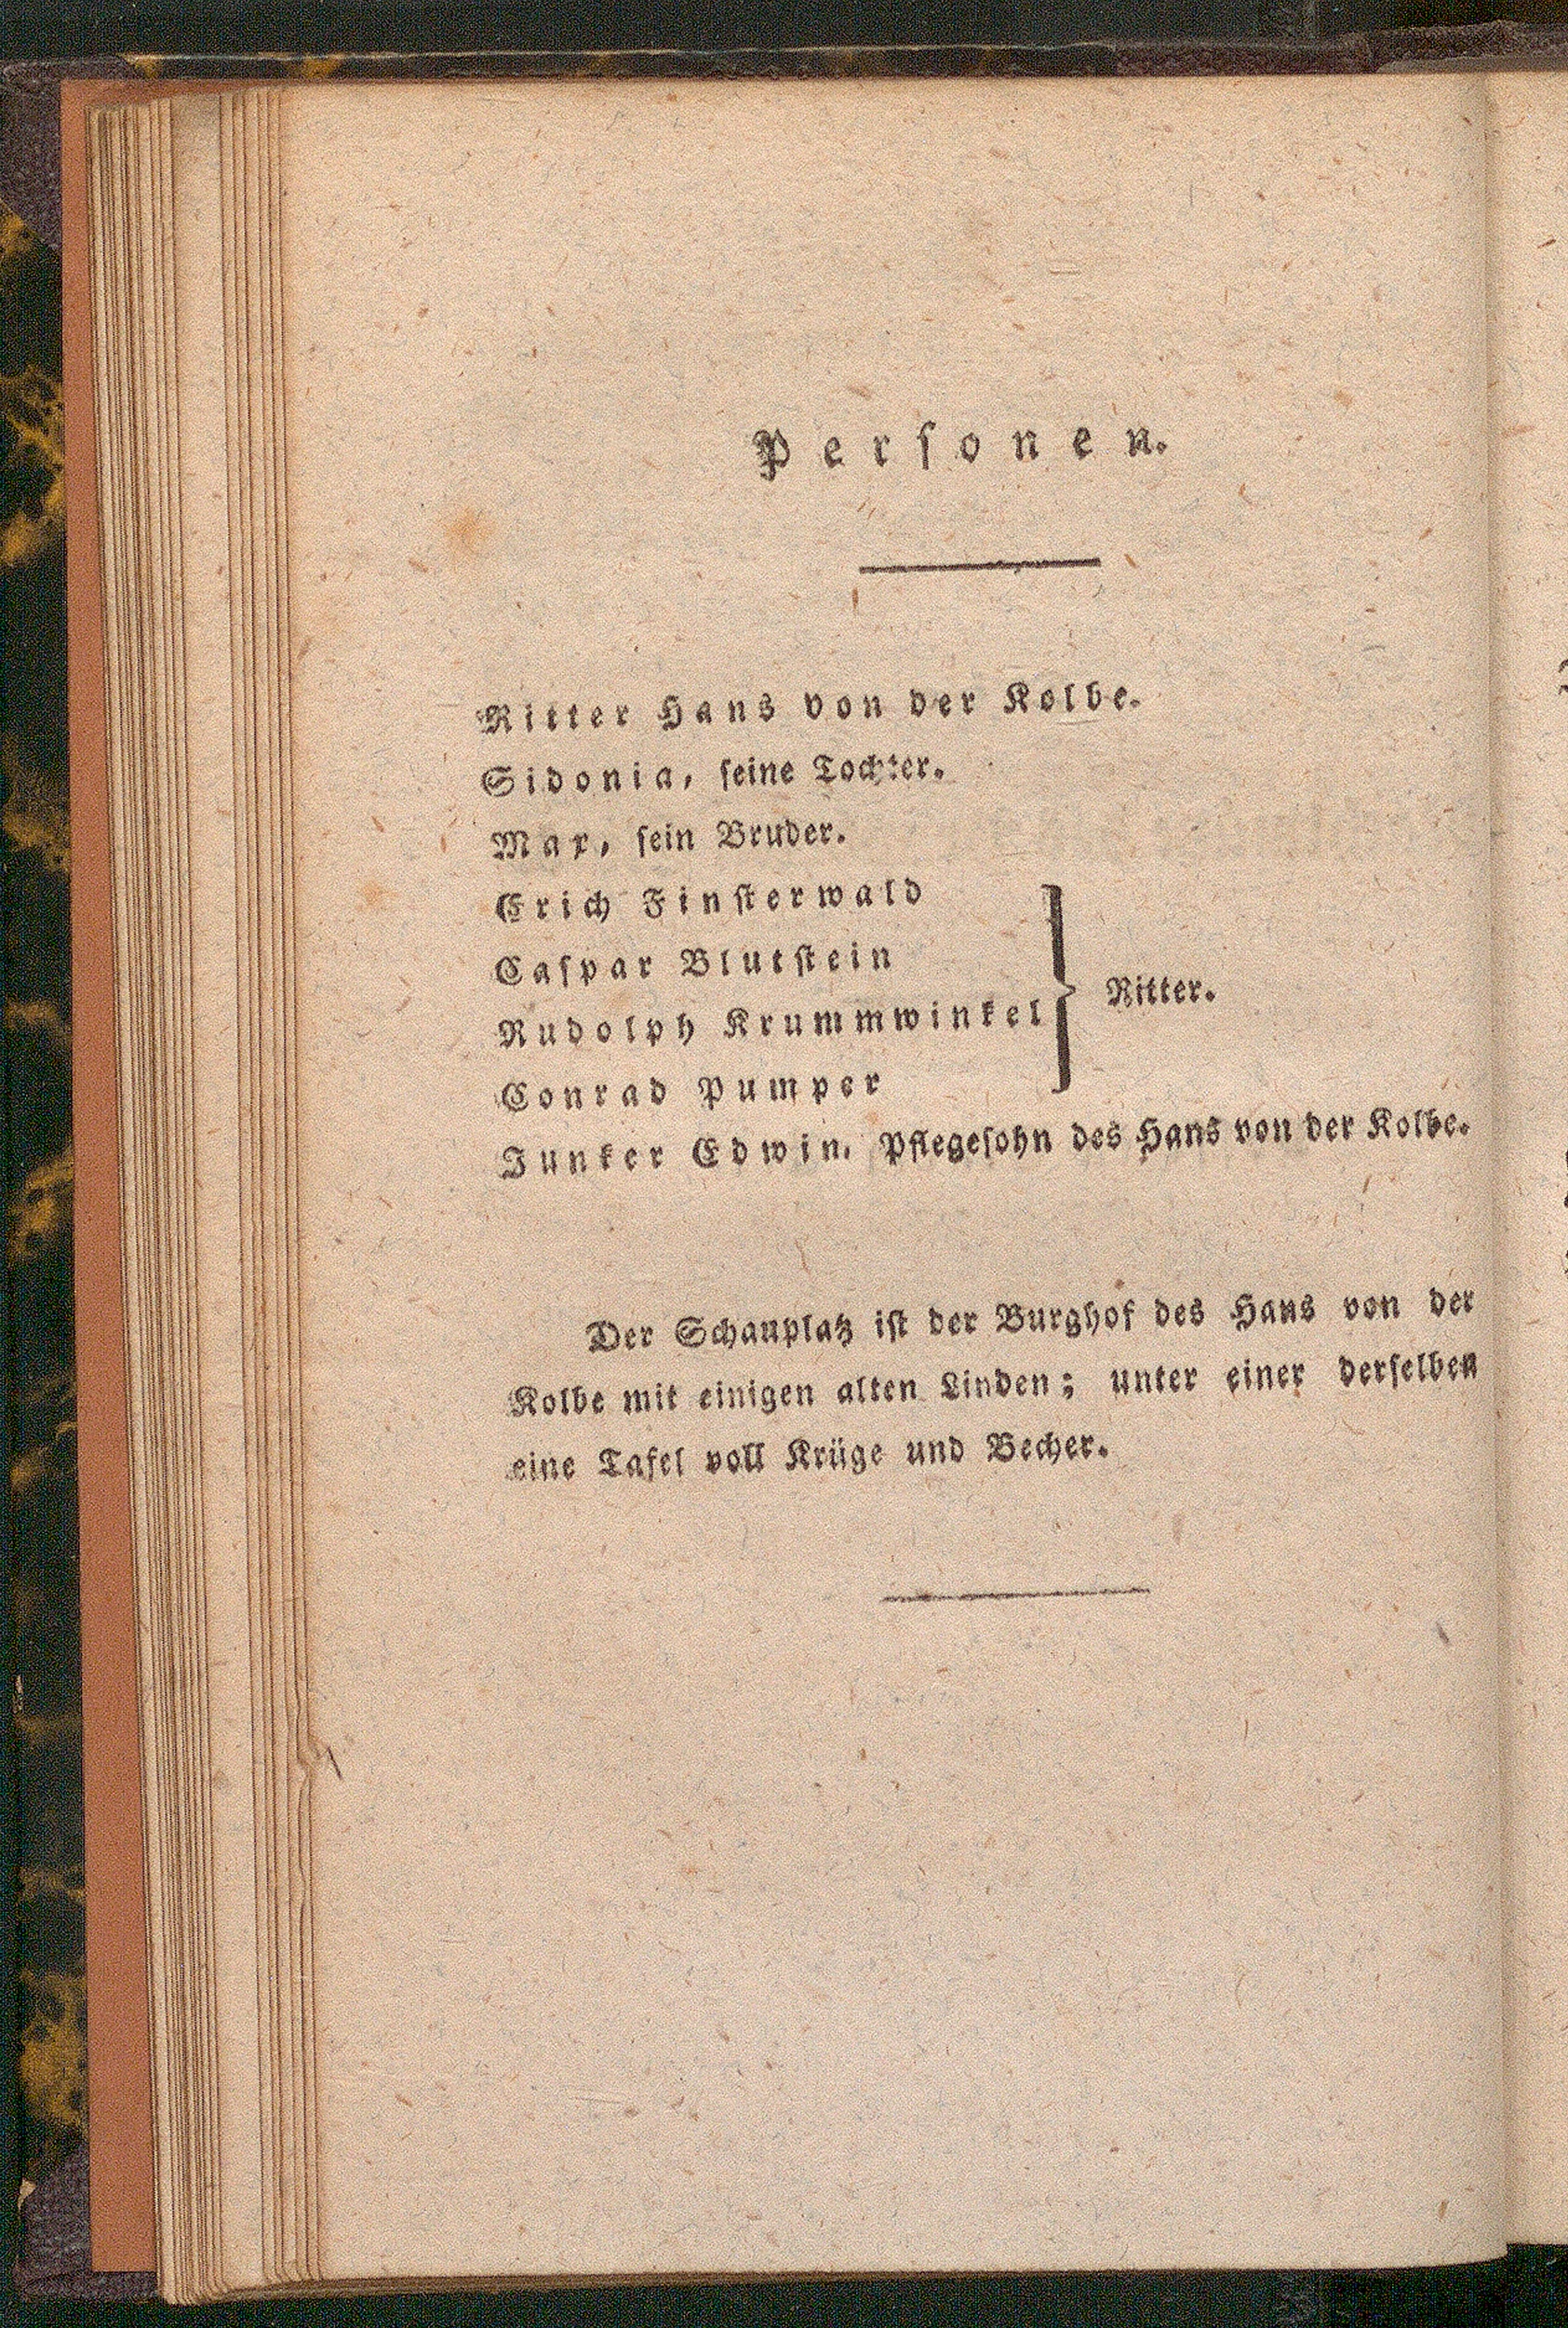 Personen.
Ritter Hans von der Kolbe.
Sidonia, seine Tochter.
Max, sein Bruder.
Erich Finsterwald
Caspar Blutstein
Rudolph Krummwinkel
Ritter.
Conrad Pumper
Junker Edwin, Pflegesohn des Hans von der Kolbe.
Der Schauplatz ist der Burghof des Hans von der
Kolbe mit einigen alten Linden; unter einer derselben
eine Tafel voll Krüge und Becher.